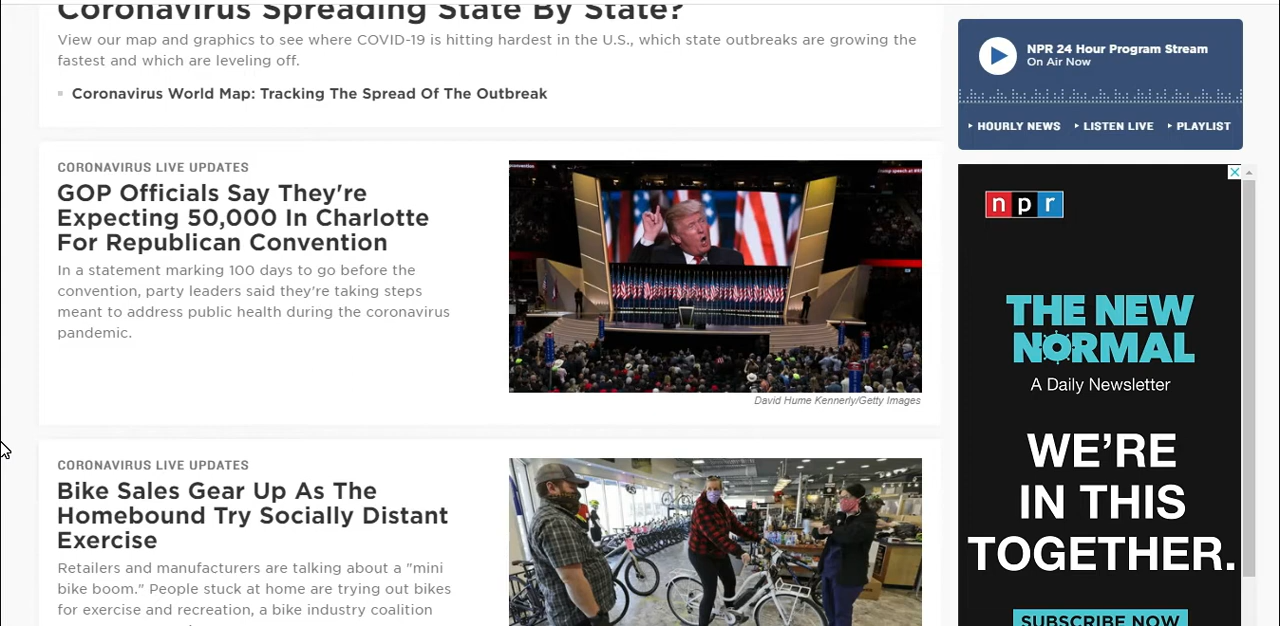 Coronavirus Spreading State By State?
View our map and graphics to see where COVID-19 is hitting hardest in the U.S., which state outbreaks are growing the
fastest and which are leveling off.
Coronavirus World Map: Tracking The Spread Of The Outbreak
CORONAVIRUS LIVE UPDATES
GOP Officials Say They're
Expecting 50,000 In Charlotte
For Republican Convention
In a statement marking 100 days to go before the
convention, party leaders said they're taking steps
meant to address public health during the coronavirus
pandemic.
David Hume Kennerly/Getty Images
CORONAVIRUS LIVE UPDATES
Bike Sales Gear Up As The
Homebound Try Socially Distant
Exercise
Retailers and manufacturers are talking about a "mini
bike boom." People stuck at home are trying out bikes
for exercise and recreation, a bike industry coalition
NPR 24 Hour Program Stream
On Air Now
HOURLY NEWS LISTEN LIVE PLAYLIST
npr
THE NEW
NORMAL
A Daily Newsletter
WE'RE
IN THIS
TOGETHER.
SUBSCRIBE NOW